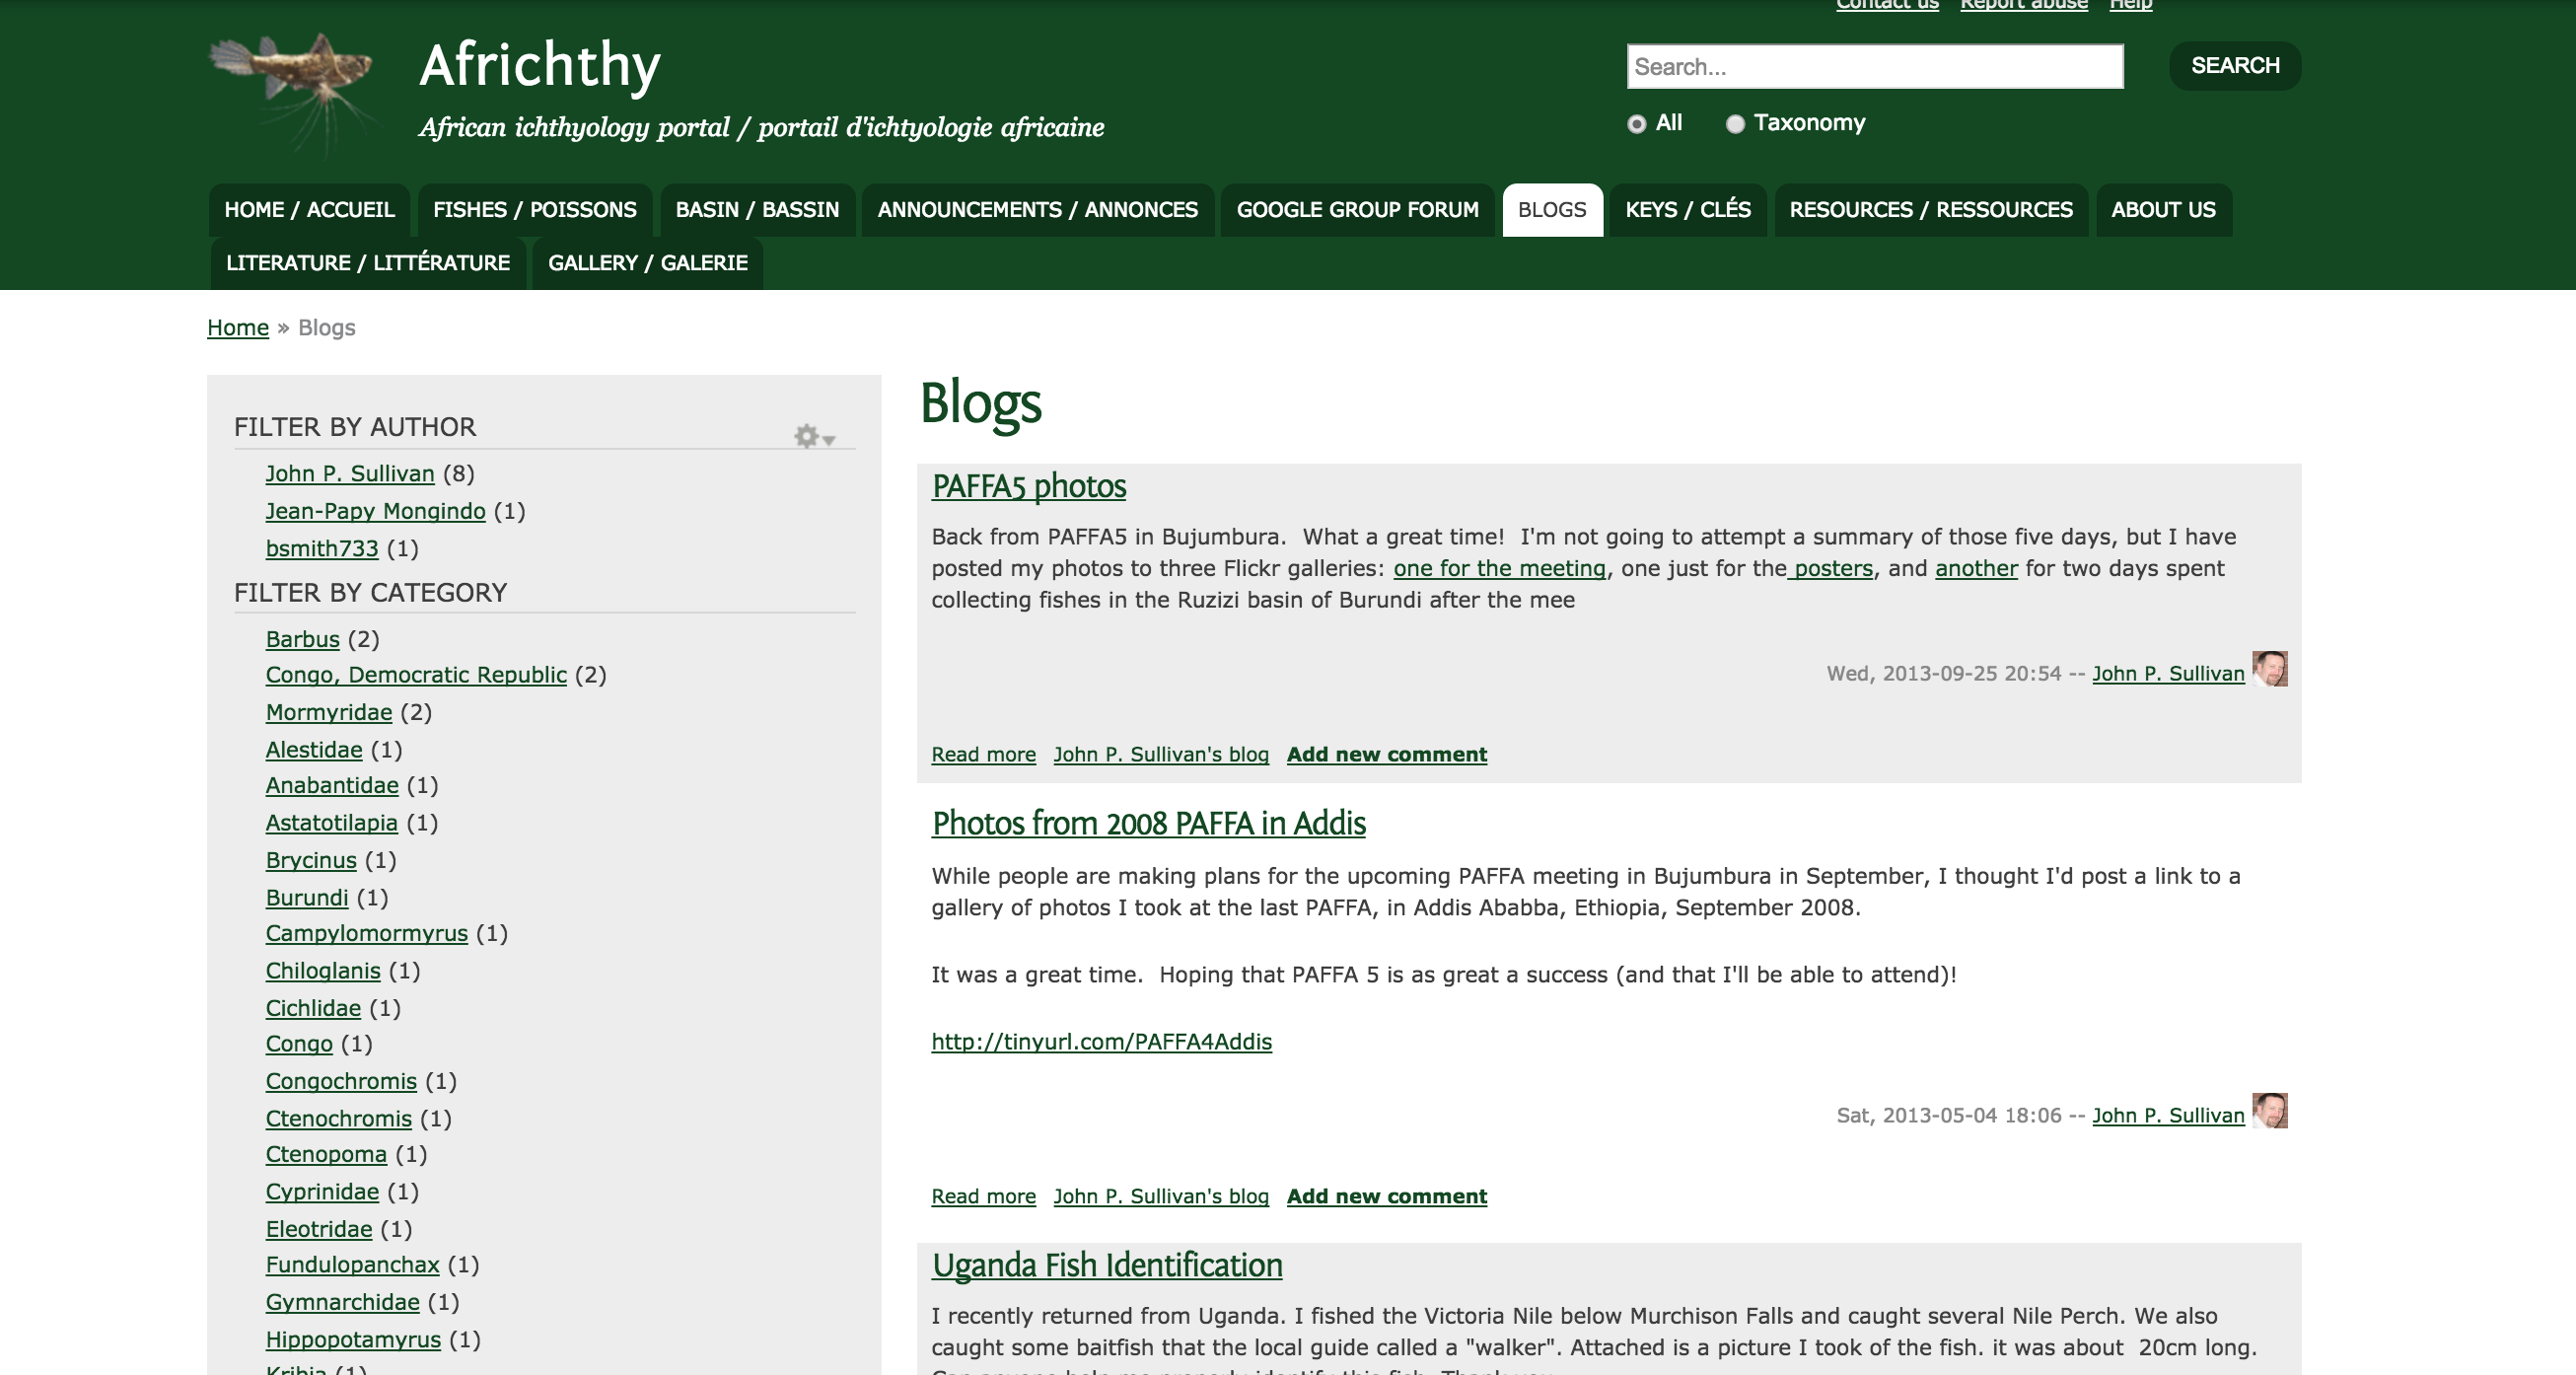 Contact us Report abuse Help
Africhthy
African ichthyology portal / portail d'ichtyologie africaine
Search...
SEARCH
All Taxonomy
HOME / ACCUEIL FISHES / POISSONS BASIN / BASSIN ANNOUNCEMENTS / ANNONCES GOOGLE GROUP FORUM BLOGS KEYS / CLÉS RESOURCES / RESSOURCES ABOUT US
LITERATURE / LITTÉRATURE GALLERY / GALERIE
Home » Blogs
FILTER BY AUTHOR
John P. Sullivan (8)
Jean-Papy Mongindo (1)
bsmith733 (1)
FILTER BY CATEGORY
Barbus (2)
Congo, Democratic Republic (2)
Mormyridae (2)
Alestidae (1)
Anabantidae (1)
Astatotilapia (1)
Brycinus (1)
Burundi (1)
Campylomormyrus (1)
Chiloglanis (1)
Cichlidae (1)
Congo (1)
Congochromis (1)
Ctenochromis (1)
Ctenopoma (1)
Cyprinidae (1)
Eleotridae (1)
Fundulopanchax (1)
Gymnarchidae (1)
Hippopotamyrus (1)
Kribia (1)
Blogs
PAFFA5 photos
Back from PAFFA5 in Bujumbura.  What a great time!  I'm not going to attempt a summary of those five days, but I have
posted my photos to three Flickr galleries: one for the meeting, one just for the posters, and another for two days spent
collecting fishes in the Ruzizi basin of Burundi after the mee
Wed, 2013-09-25 20:54 -- John P. Sullivan
Read more John P. Sullivan's blog Add new comment
Photos from 2008 PAFFA in Addis
While people are making plans for the upcoming PAFFA meeting in Bujumbura in September, I thought I'd post a link to a
gallery of photos I took at the last PAFFA, in Addis Ababba, Ethiopia, September 2008.
It was a great time.  Hoping that PAFFA 5 is as great a success (and that I'll be able to attend)!
http://tinyurl.com/PAFFA4Addis
Sat, 2013-05-04 18:06 -- John P. Sullivan
Read more John P. Sullivan's blog Add new comment
Uganda Fish Identification
I recently returned from Uganda. I fished the Victoria Nile below Murchison Falls and caught several Nile Perch. We also
caught some baitfish that the local guide called a "walker". Attached is a picture I took of the fish. it was about  20cm long.
Can anyone help me properly identify this fish. Thank you